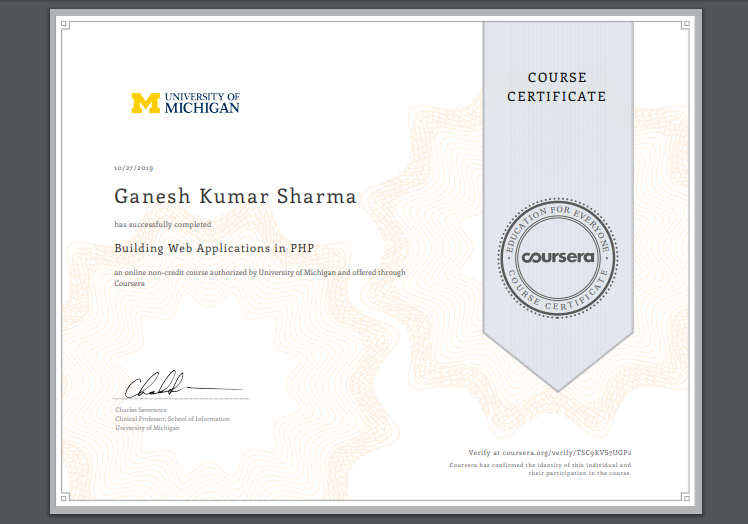 COURSE
CERTIFICATE
UNIVERSITY OF
MICHIGAN
10/27/2019
Ganesh Kumar Sharma
has successfully completed
Building Web Applications in PHP
an online non-credit course authorized by University of Michigan and offered through
Coursera
EDUCATION FOR EVERYONE
coursera
COURSE CERTIFICATE
Charles Severance
Clinical Professor, School of Information
University of Michigan
Verify at coursera.org/verify/TSC9KVS7UGP2
Coursera has confirmed the identity of this individual and
their participation in the course.